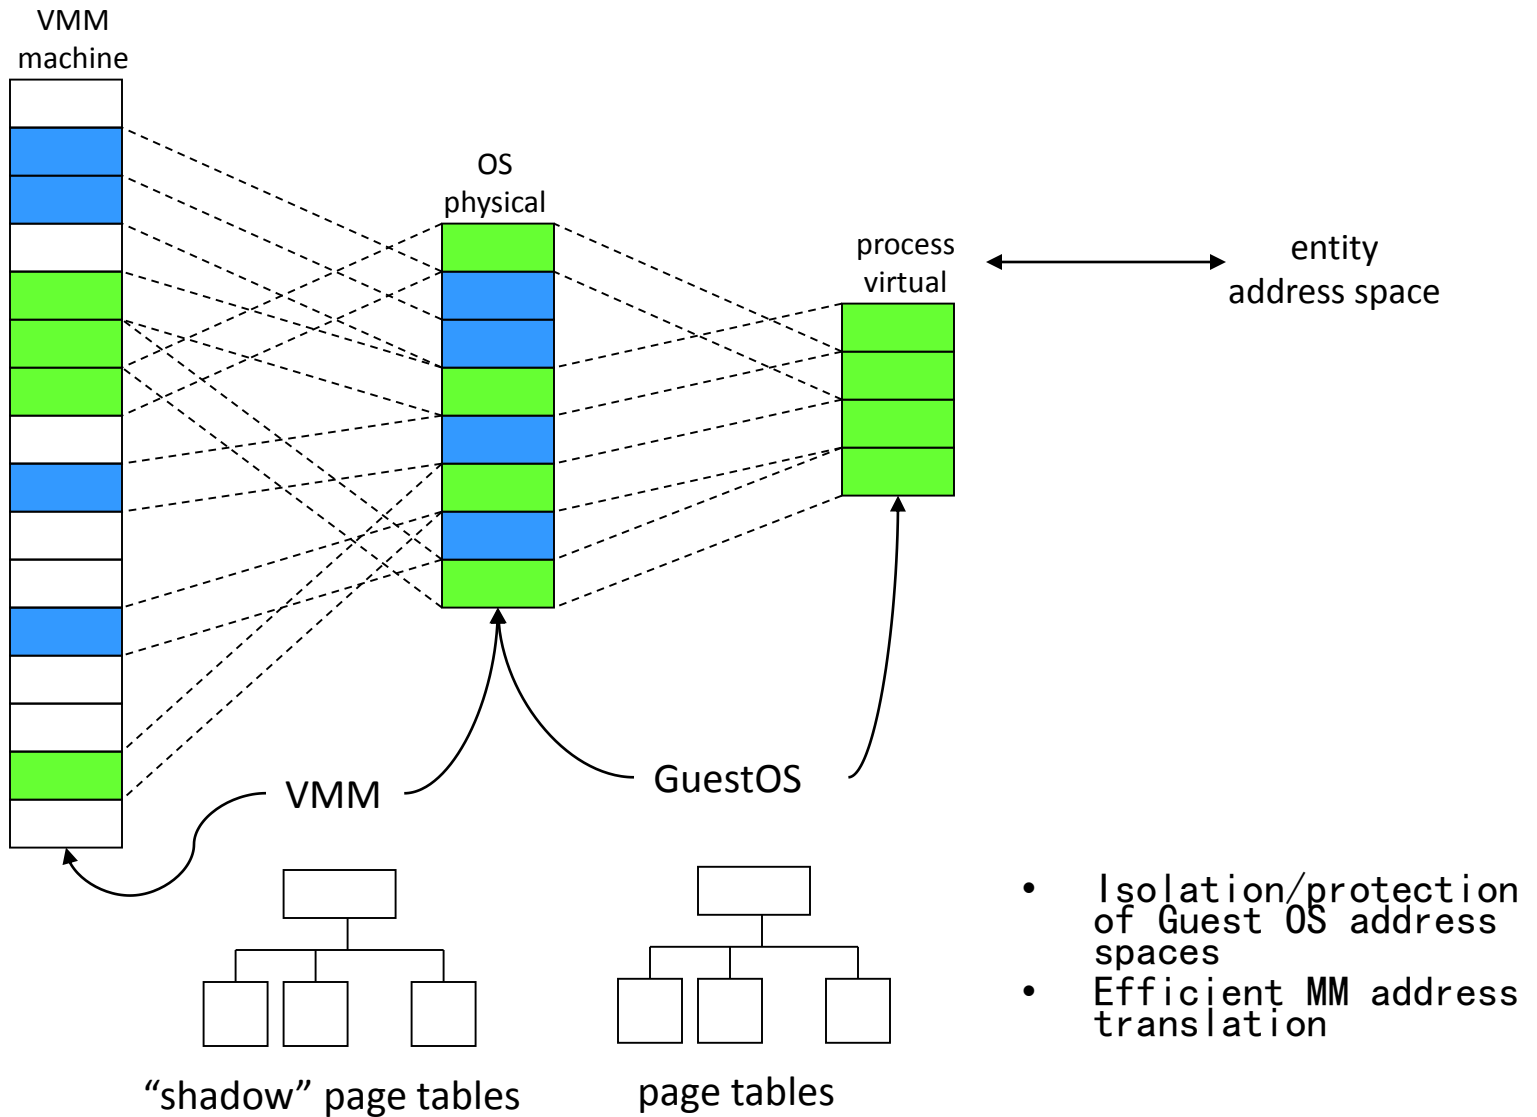 VMM
machine
OS
physical
process
virtual
entity
address space
VMM
GuestOS
“shadow” page tables
page tables
• Isolation/protection
of Guest OS address
spaces
• Efficient MM address
translation